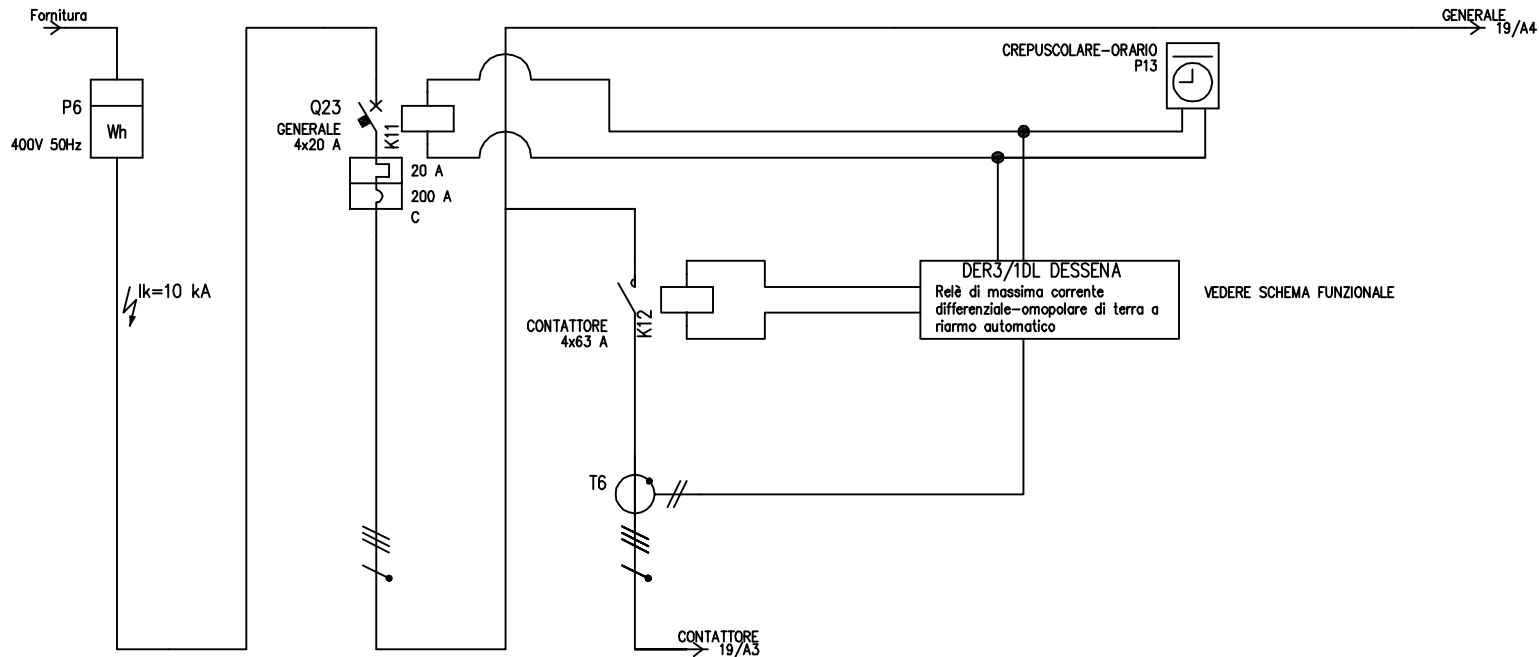 Fornitura
P6
Wh
400V 50Hz
Ik=10 kA
Q23
GENERALE
4x20 A
K11
20 A
200 A
C
GENERALE
19/A4
CREPUSCOLARE-ORARIO
P13
CONTATTORE
4x63 A
K12
DER3/1DL DESSENA
Relè di massima corrente
differenziale-omopolare di terra a
riarmo automatico
VEDERE SCHEMA FUNZIONALE
T6
CONTATTORE
19/A3